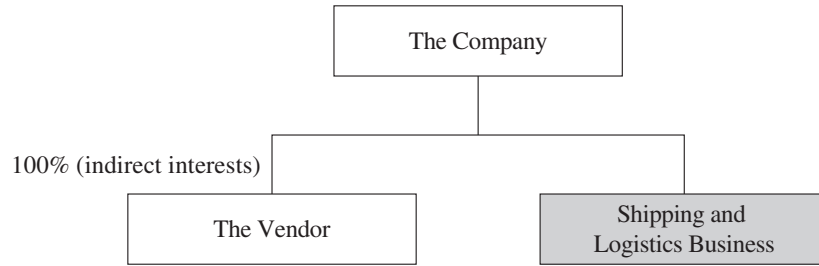 The Company
100% (indirect interests)
The Vendor
Shipping and
Logistics Business